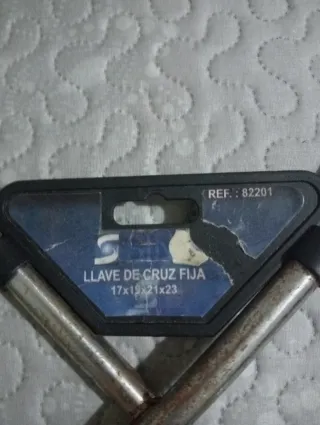 REF. : 82201
LLAVE DE CRUZ FIJA
17x19x21x23